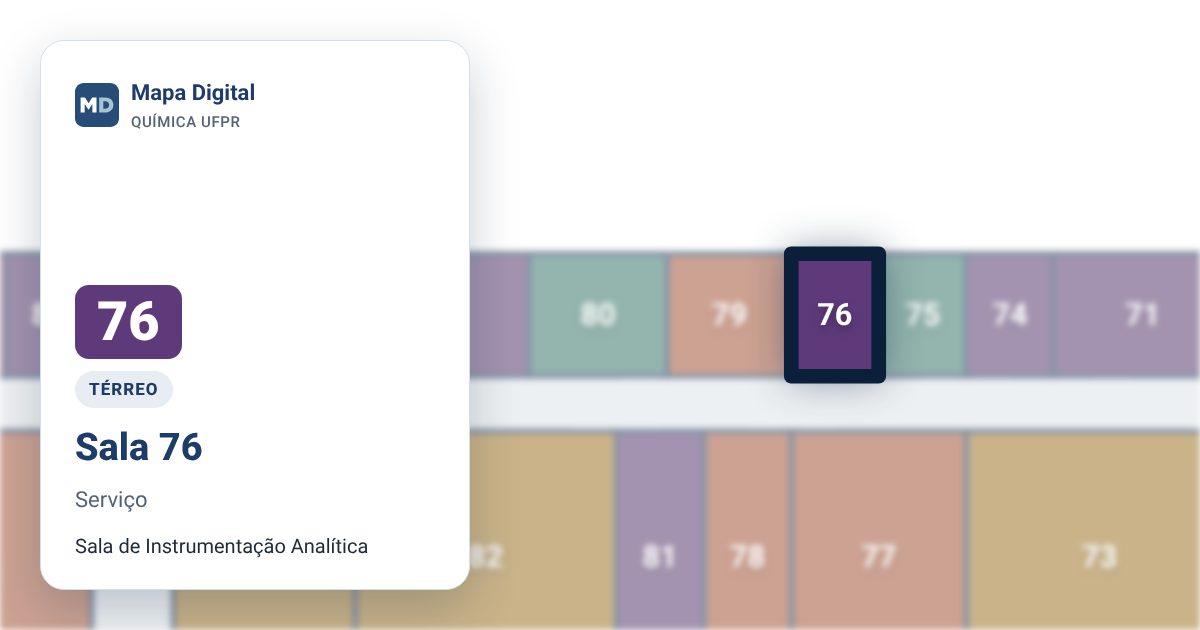 MD
Mapa Digital
QUÍMICA UFPR
76
TÉRREO
Sala 76
Serviço
Sala de Instrumentação Analítica
80
79
76
75
74
71
82
81
78
77
73